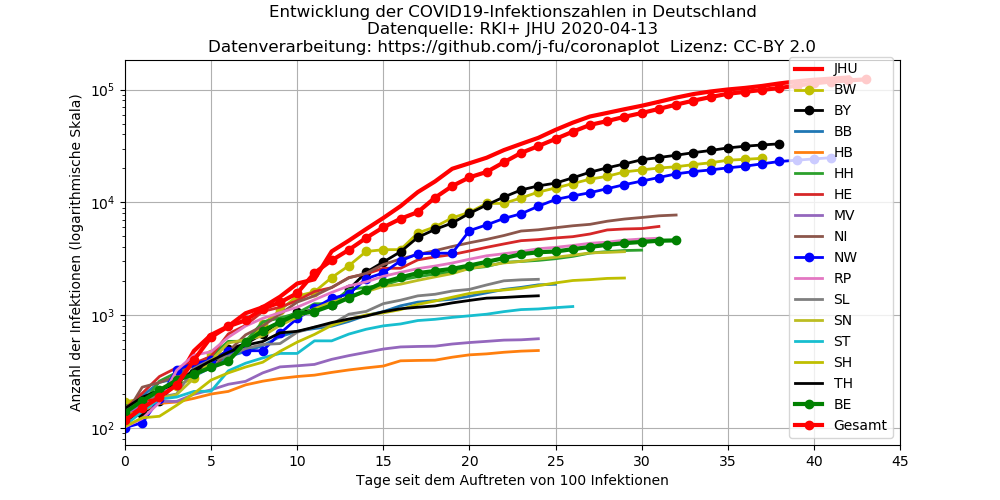 Entwicklung der COVID19-Infektionszahlen in Deutschland
Datenquelle: RKI+ JHU 2020-04-13
Datenverarbeitung: https://github.com/j-fu/coronaplot  Lizenz: CC-BY 2.0
Anzahl der Infektionen (logarithmische Skala)
10^5
10^4
10^3
10^2
0 5 10 15 20 25 30 35 40 45
Tage seit dem Auftreten von 100 Infektionen
JHU
BW
BY
BB
HB
HH
HE
MV
NI
NW
RP
SL
SN
ST
SH
TH
BE
Gesamt